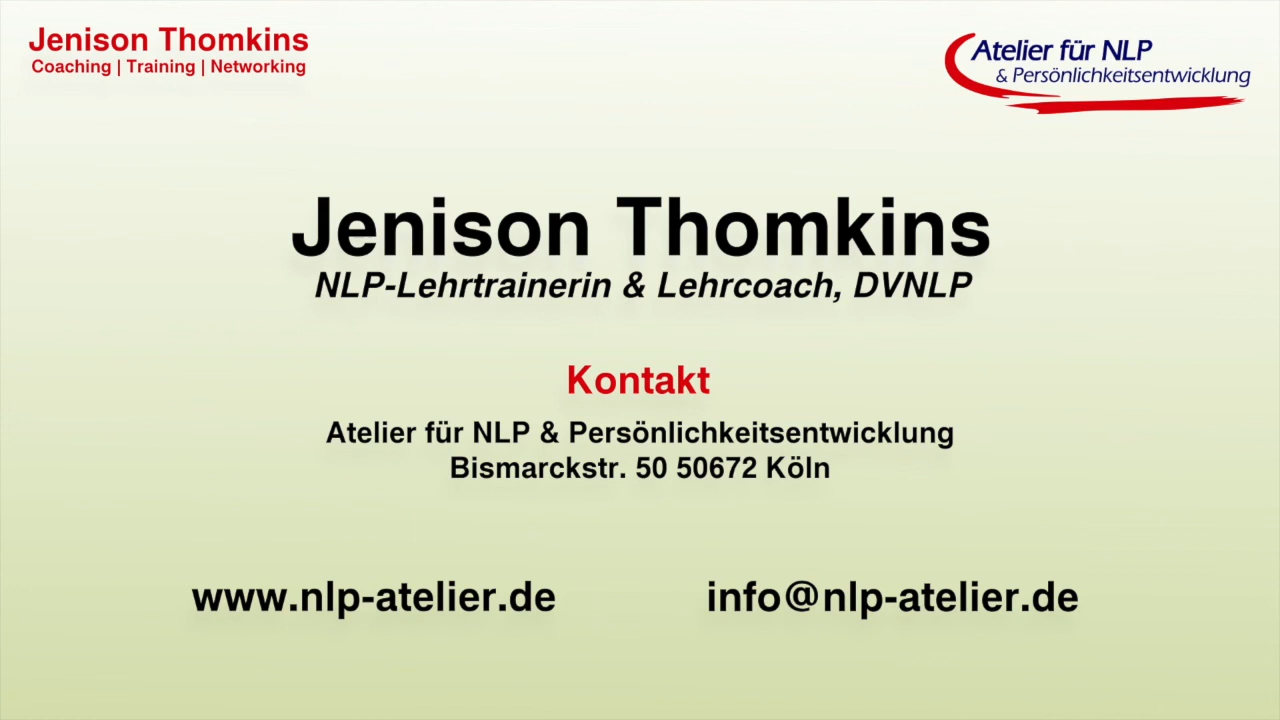 Jenison Thomkins
Coaching | Training | Networking
Atelier für NLP
& Persönlichkeitsentwicklung
Jenison Thomkins
NLP-Lehrtrainerin & Lehrcoach, DVNLP
Kontakt
Atelier für NLP & Persönlichkeitsentwicklung
Bismarckstr. 50 50672 Köln
www.nlp-atelier.de
info@nlp-atelier.de